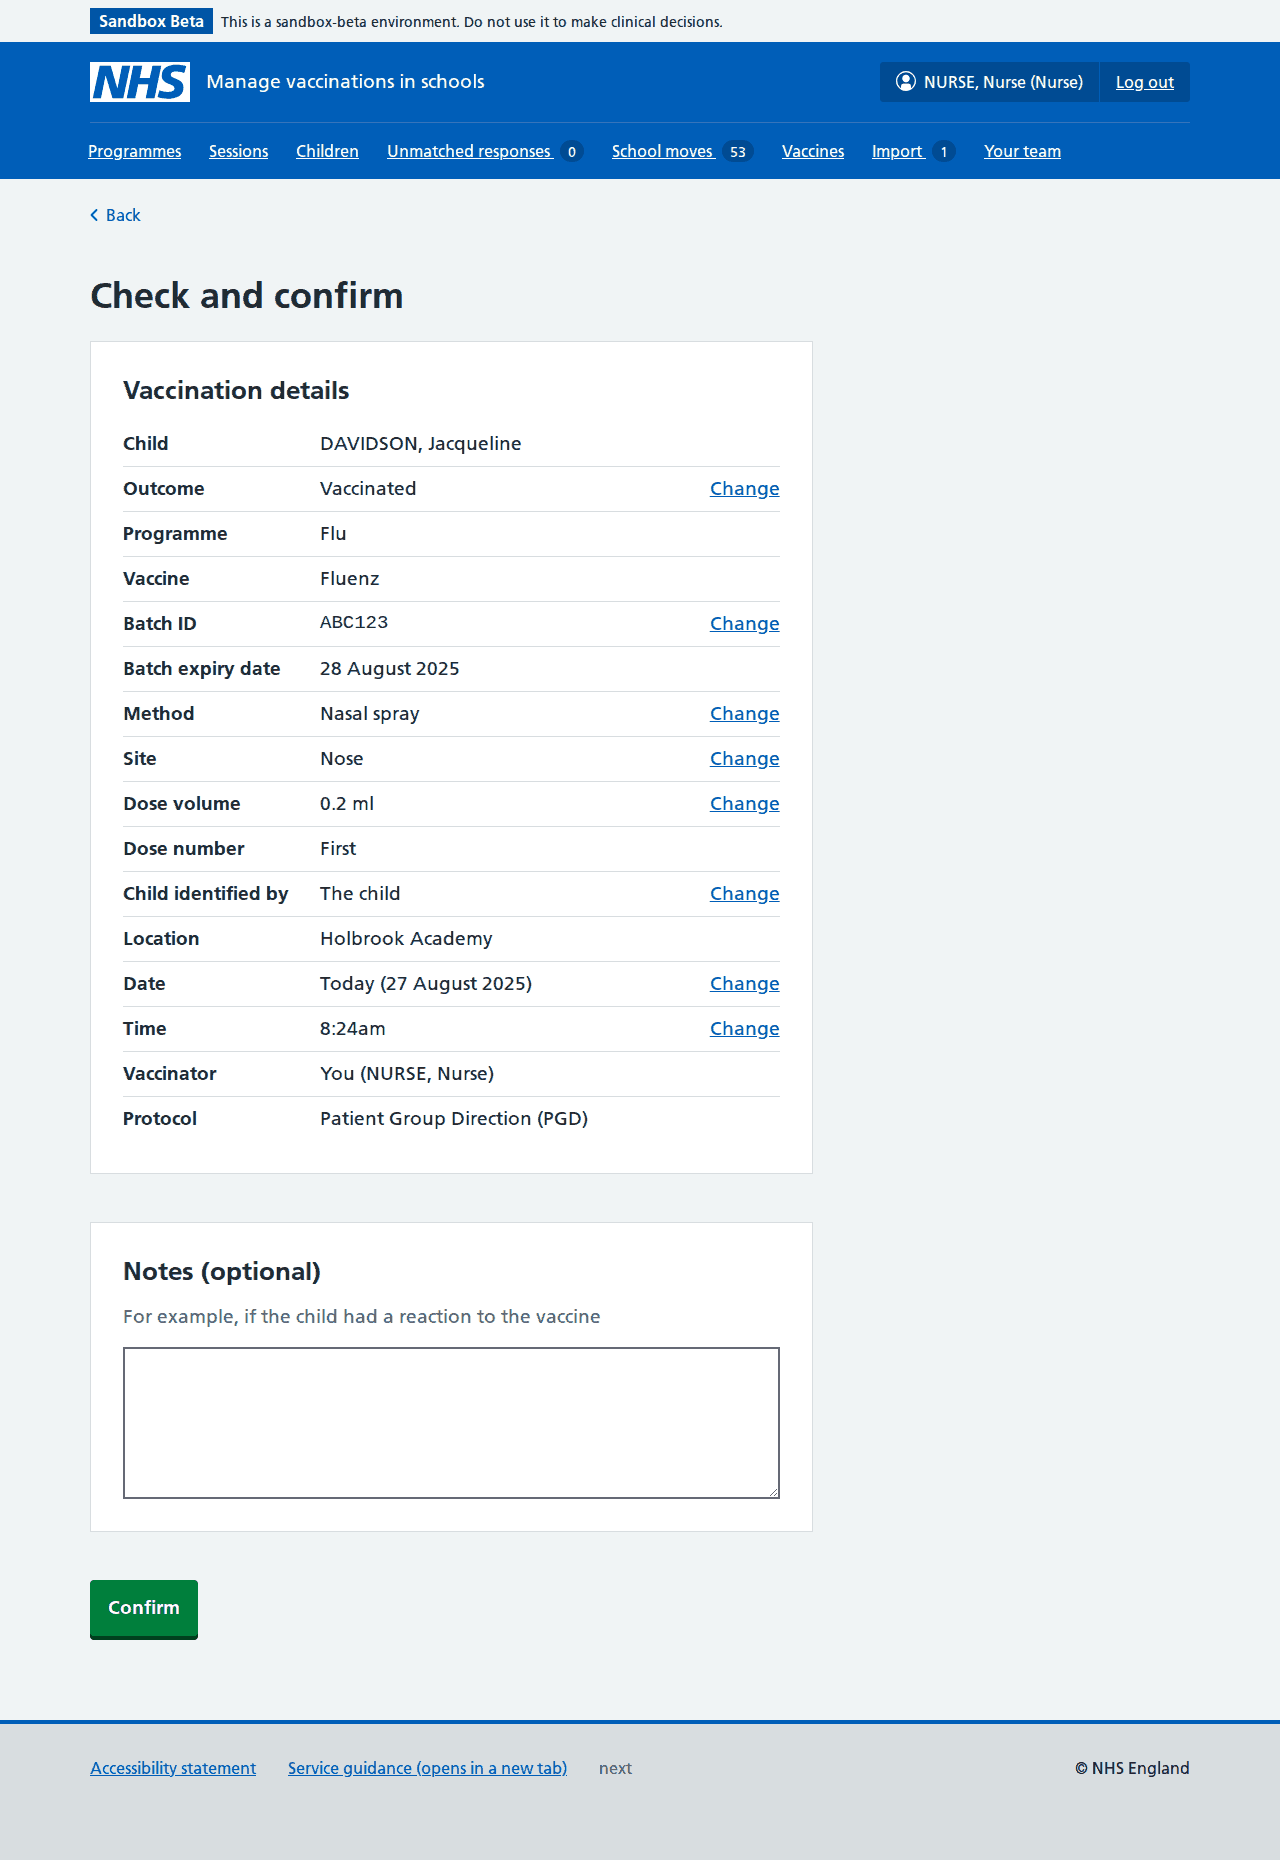 Sandbox Beta This is a sandbox-beta environment. Do not use it to make clinical decisions.
NHS Manage vaccinations in schools NURSE, Nurse (Nurse) Log out
Programmes Sessions Children Unmatched responses 0 School moves 53 Vaccines Import 1 Your team
Back
Check and confirm
Vaccination details
Child DAVIDSON, Jacqueline
Outcome Vaccinated Change
Programme Flu
Vaccine Fluenz
Batch ID ABC123 Change
Batch expiry date 28 August 2025
Method Nasal spray Change
Site Nose Change
Dose volume 0.2 ml Change
Dose number First
Child identified by The child Change
Location Holbrook Academy
Date Today (27 August 2025) Change
Time 8:24am Change
Vaccinator You (NURSE, Nurse)
Protocol Patient Group Direction (PGD)
Notes (optional)
For example, if the child had a reaction to the vaccine
Confirm
Accessibility statement Service guidance (opens in a new tab) next © NHS England